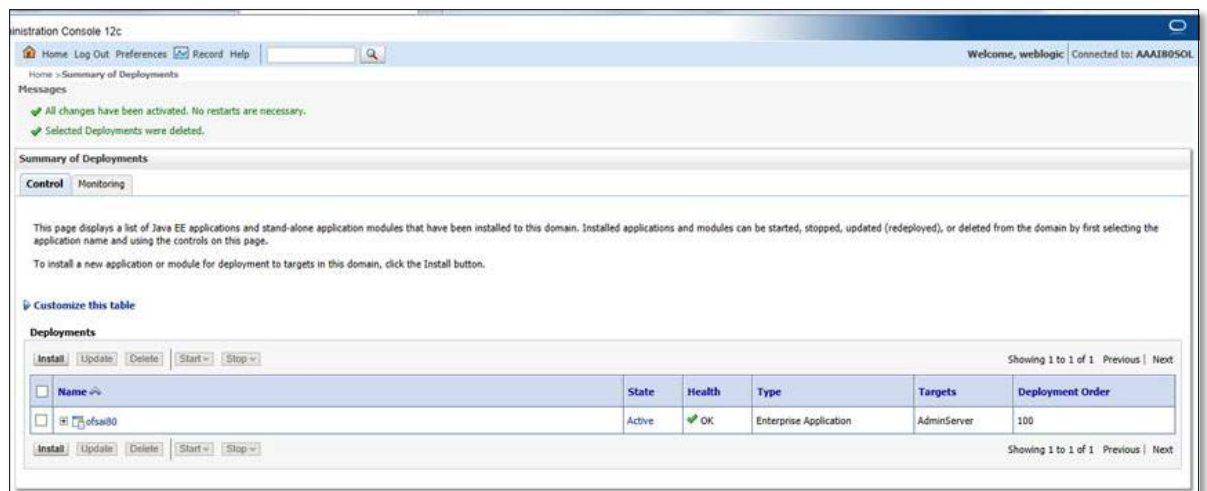 inistration Console 12c
Home Log Out Preferences Record Help
Welcome, weblogic Connected to: AAAI80SOL
Home >Summary of Deployments
Messages
All changes have been activated. No restarts are necessary.
Selected Deployments were deleted.
Summary of Deployments
Control Monitoring
This page displays a list of Java EE applications and stand-alone application modules that have been installed to this domain. Installed applications and modules can be started, stopped, updated (redeployed), or deleted from the domain by first selecting the
application name and using the controls on this page.
To install a new application or module for deployment to targets in this domain, click the Install button.
Customize this table
Deployments
Install Update Delete Start Stop
Showing 1 to 1 of 1 Previous | Next
Name State Health Type Targets Deployment Order
ofsai80 Active OK Enterprise Application AdminServer 100
Install Update Delete Start Stop
Showing 1 to 1 of 1 Previous | Next